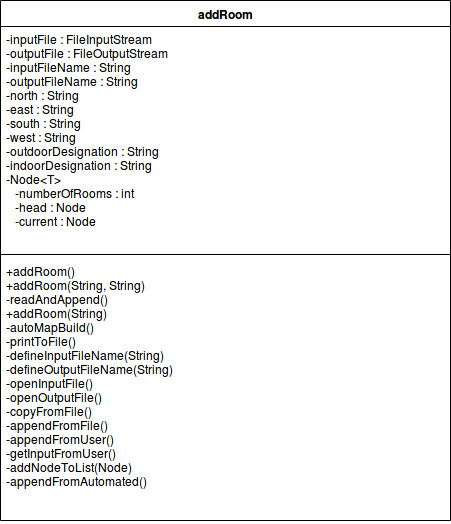 addRoom
-inputFile : FileInputStream
-outputFile : FileOutputStream
-inputFileName : String
-outputFileName : String
-north : String
-east : String
-south : String
-west : String
-outdoorDesignation : String
-indoorDesignation : String
-Node<T>
-numberOfRooms : int
-head : Node
-current : Node
+addRoom()
+addRoom(String, String)
-readAndAppend()
+addRoom(String)
-autoMapBuild()
-printToFile()
-defineInputFileName(String)
-defineOutputFileName(String)
-openInputFile()
-openOutputFile()
-copyFromFile()
-appendFromFile()
-appendFromUser()
-getInputFromUser()
-addNodeToList(Node)
-appendFromAutomated()